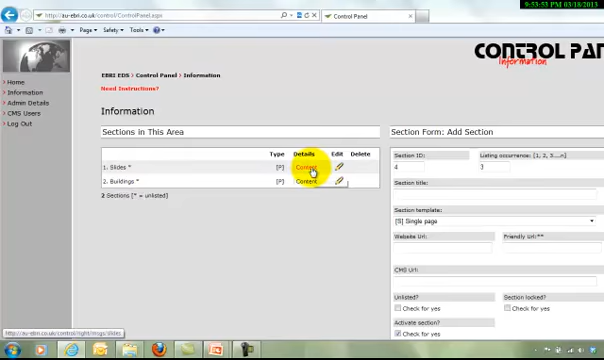 9:53:53 PM 03/18/2013
http://au-ebri.co.uk/control/ControlPanel.aspx
Control Panel
Page Safety Tools
CONTROL PAN
Information
Home
Information
Admin Details
CMS Users
Log Out
EBRI EDS > Control Panel > Information
Need Instructions?
Information
Sections in This Area
Type Details Edit Delete
1. Slides * [P] Content
2. Buildings * [P] Content
2 Sections [* = unlisted]
Section Form: Add Section
Section ID: Listing occurrence: [1, 2, 3....n]
4 3
Section title:
Section template:
[S] Single page
Website Url: Friendly Url:**
CMS Url:
Unlisted? Section locked?
Check for yes Check for yes
Activate section?
Check for yes